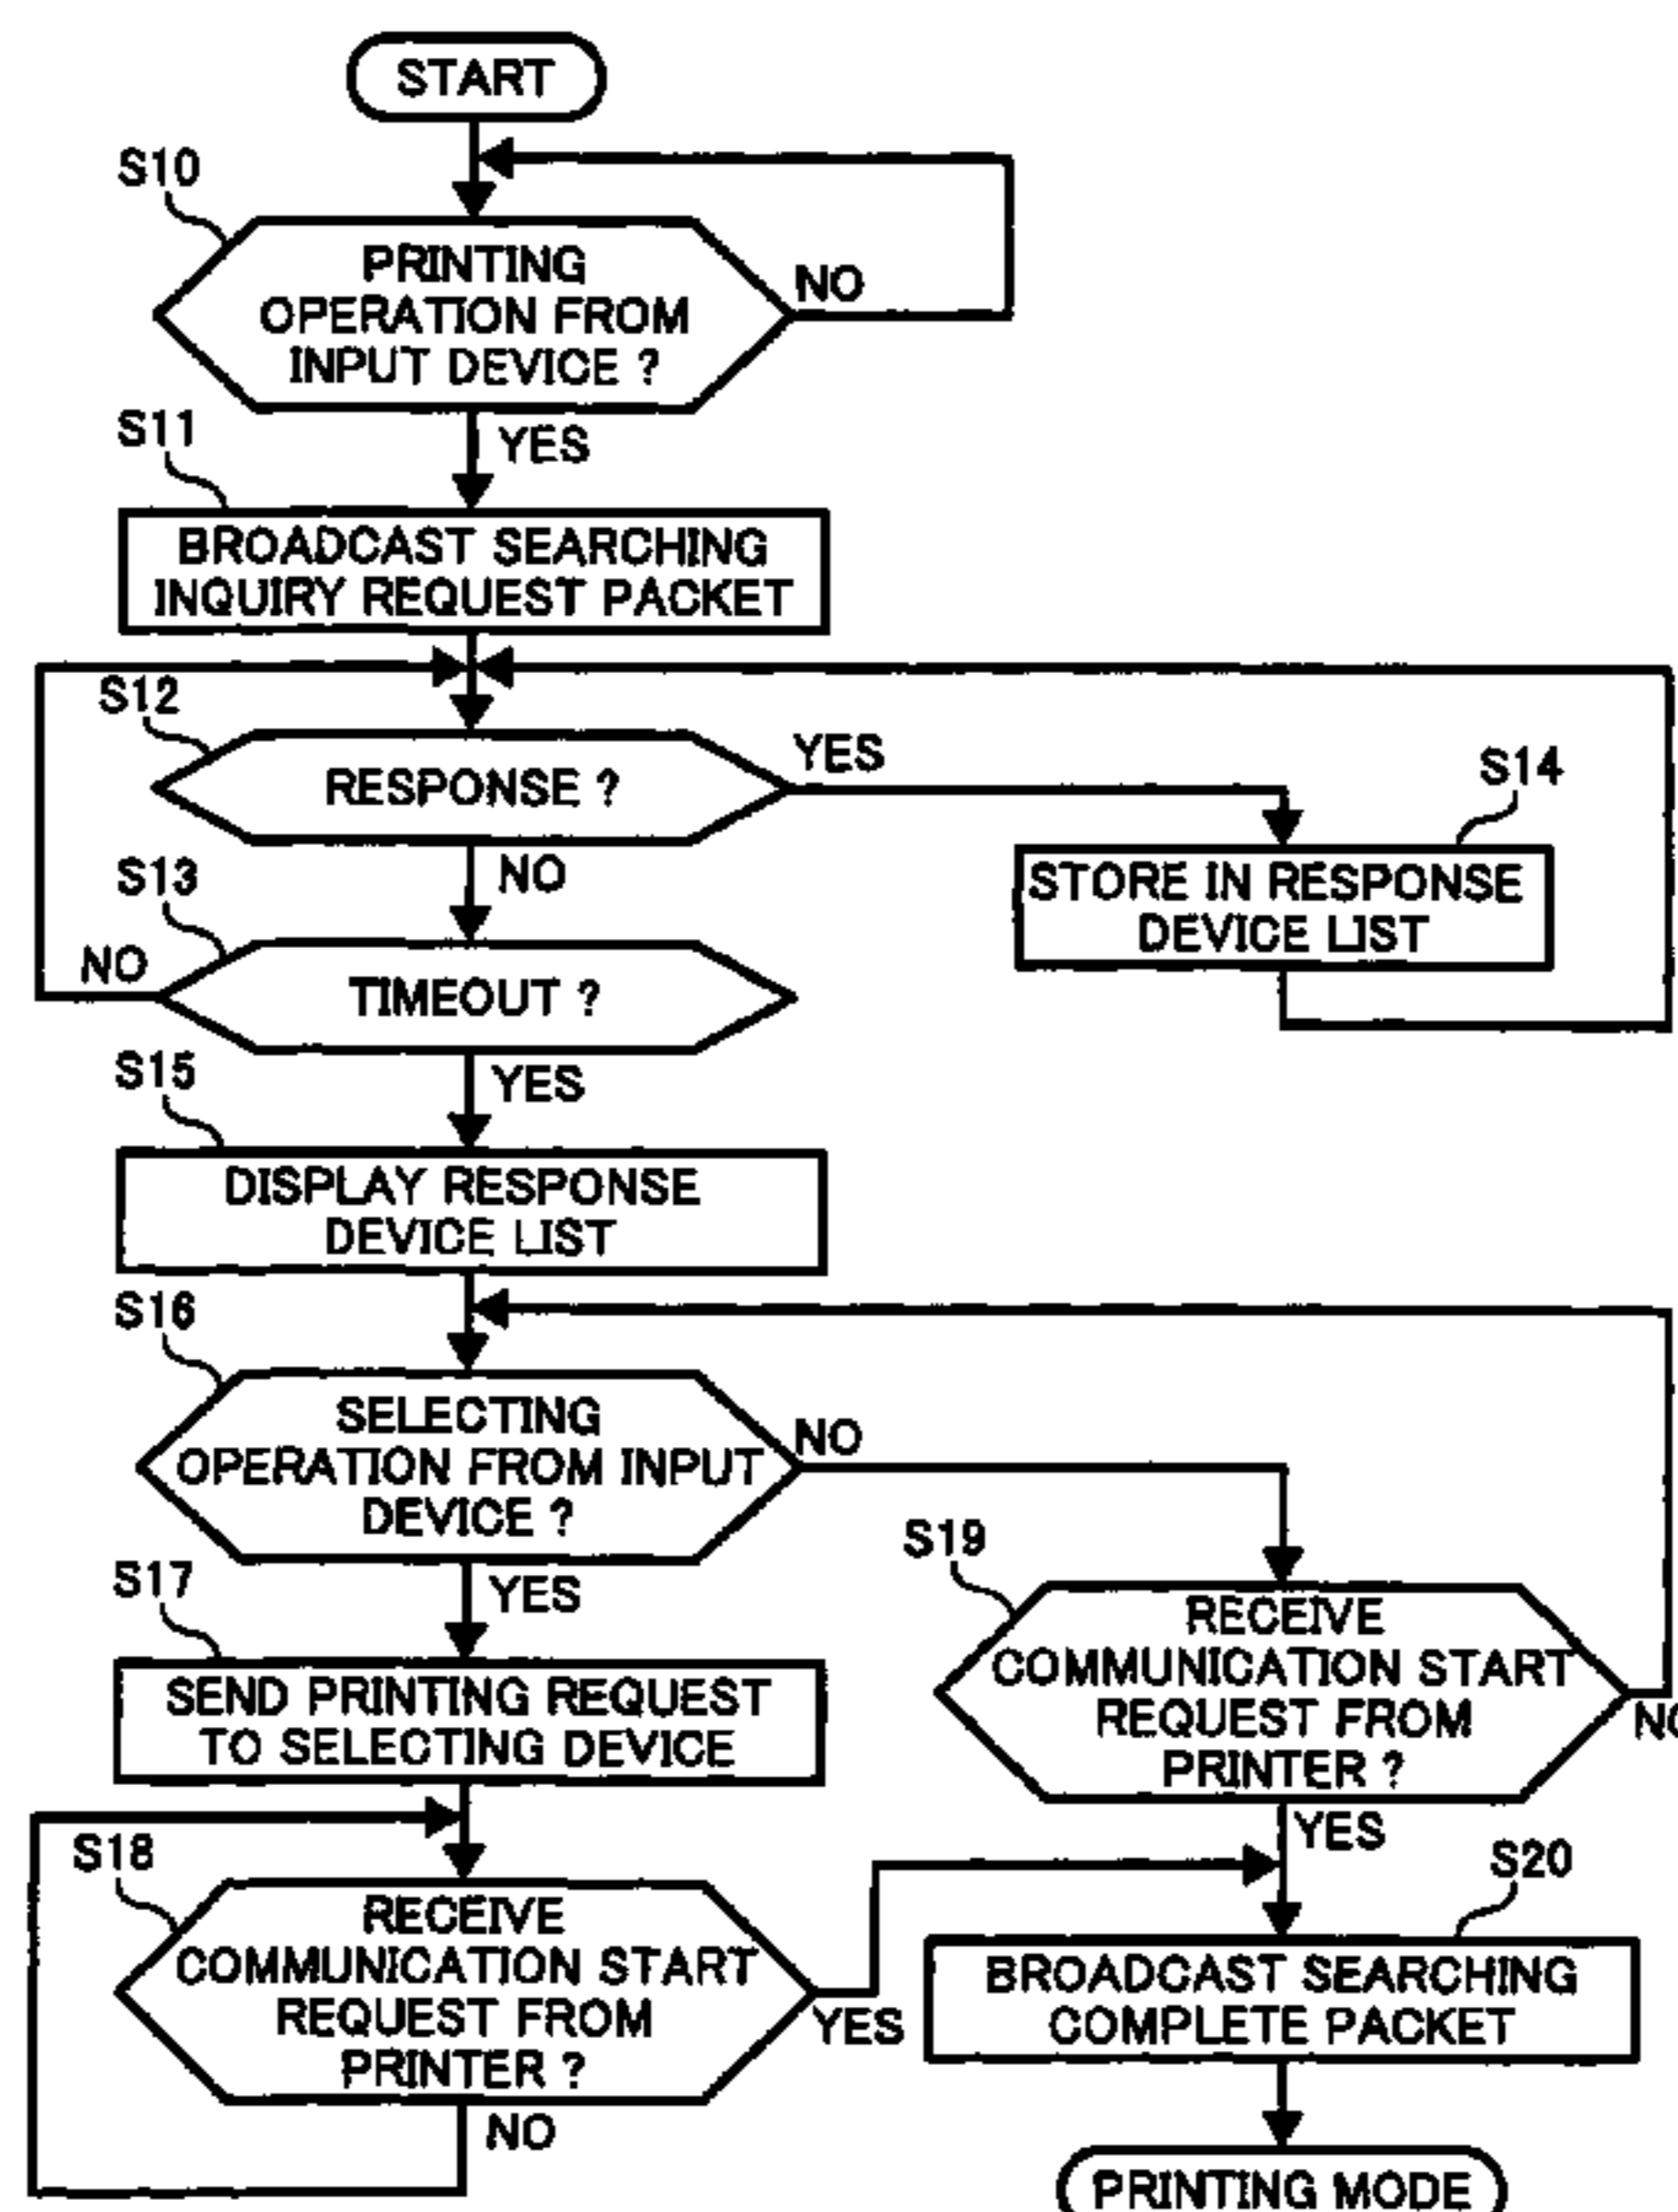 START
S10
PRINTING
OPERATION FROM
INPUT DEVICE ?
NO
YES
S11
BROADCAST SEARCHING
INQUIRY REQUEST PACKET
S12
RESPONSE ?
YES
NO
S14
STORE IN RESPONSE
DEVICE LIST
S13
NO
TIMEOUT ?
YES
S15
DISPLAY RESPONSE
DEVICE LIST
S16
SELECTING
OPERATION FROM INPUT
DEVICE ?
NO
YES
S19
RECEIVE
COMMUNICATION START
REQUEST FROM
PRINTER ?
NO
YES
S17
SEND PRINTING REQUEST
TO SELECTING DEVICE
S18
RECEIVE
COMMUNICATION START
REQUEST FROM
PRINTER ?
YES
NO
S20
BROADCAST SEARCHING
COMPLETE PACKET
PRINTING MODE